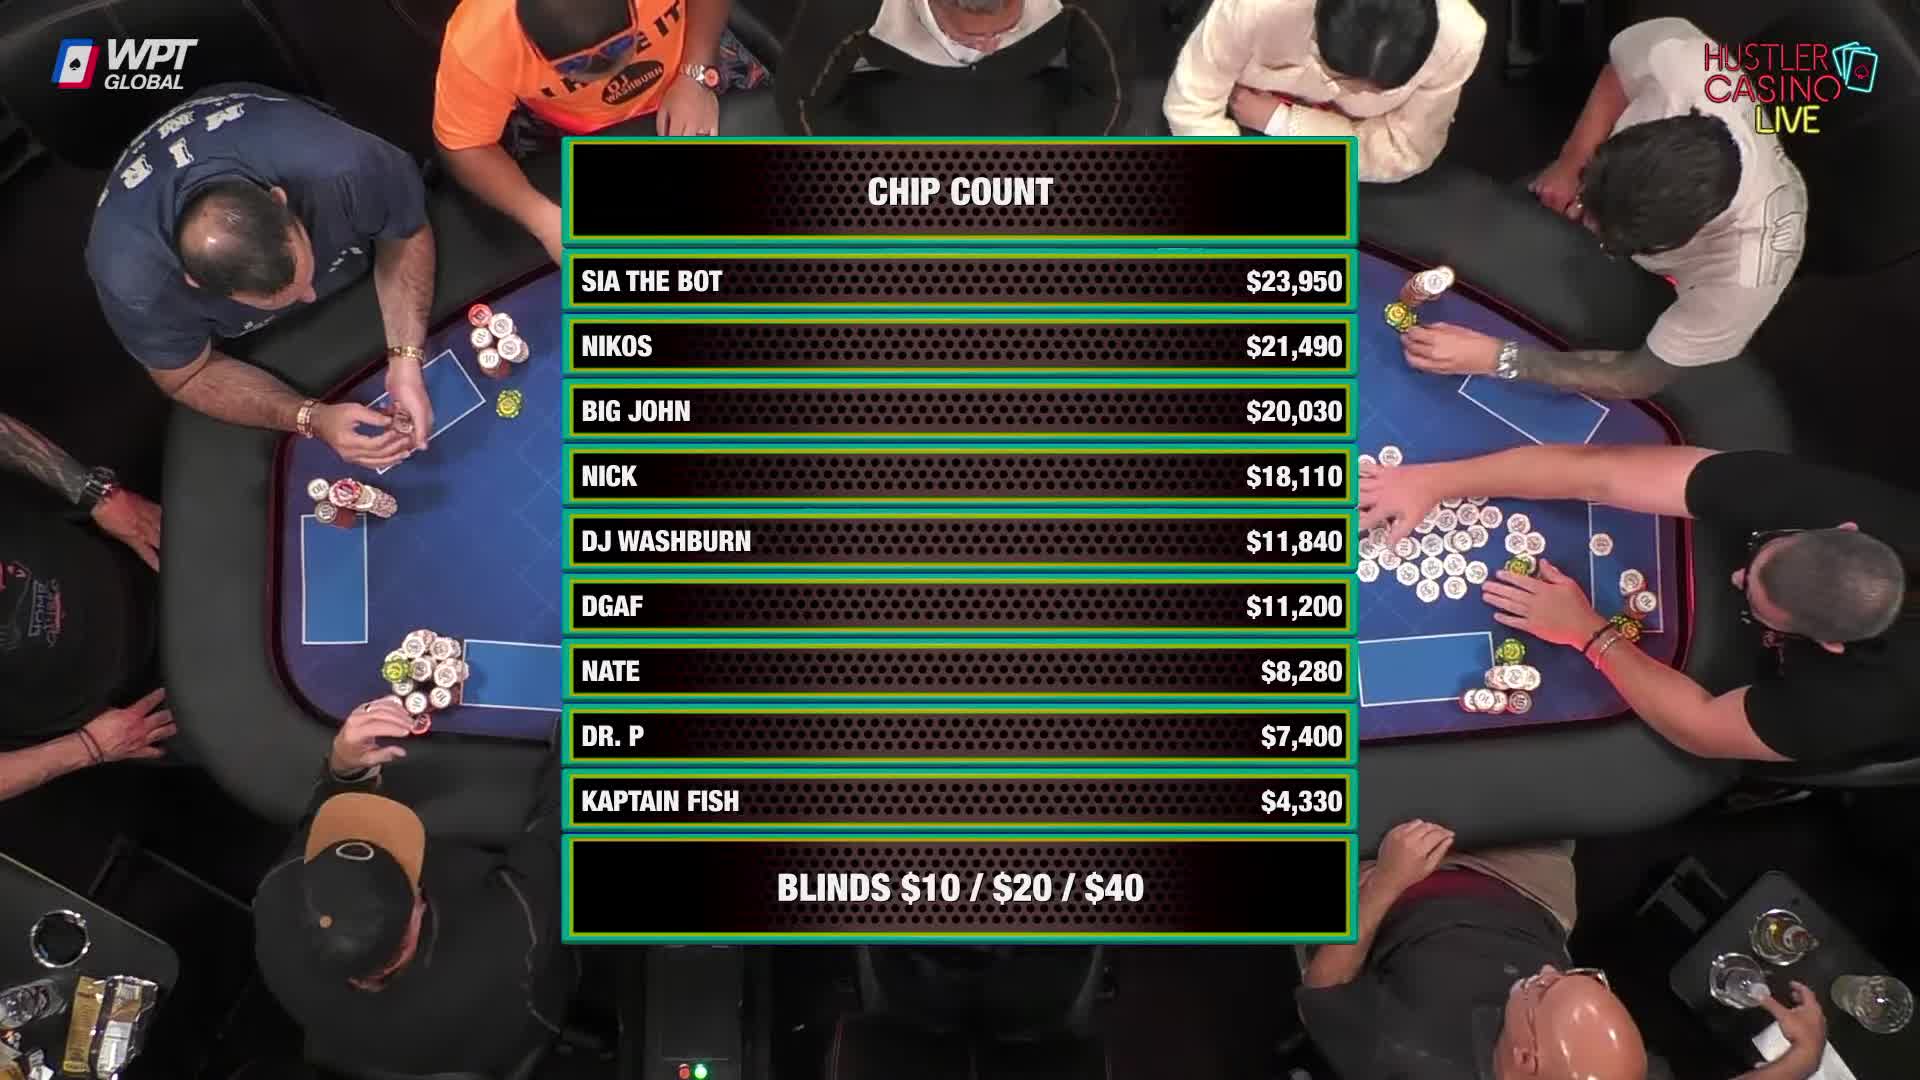 WPT
GLOBAL
HUSTLER
CASINO
LIVE
DJ
WASHBURN
CHIP COUNT
SIA THE BOT $23,950
NIKOS $21,490
BIG JOHN $20,030
NICK $18,110
DJ WASHBURN $11,840
DGAF $11,200
NATE $8,280
DR. P $7,400
KAPTAIN FISH $4,330
BLINDS $10 / $20 / $40